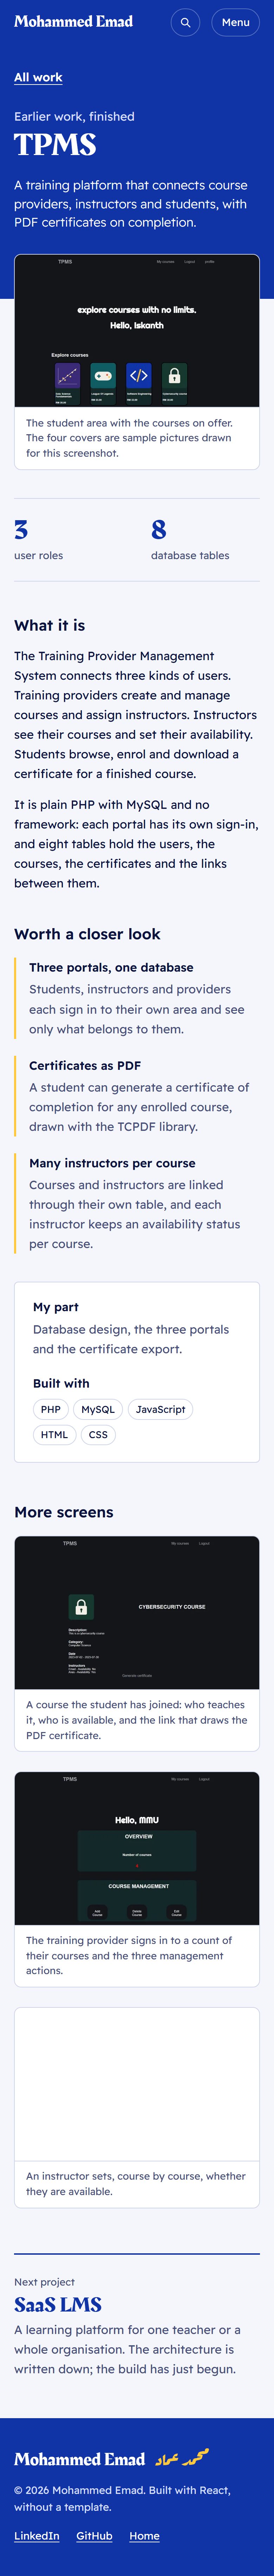 Mohammed Emad
Menu
All work
Earlier work, finished
TPMS
A training platform that connects course
providers, instructors and students, with
PDF certificates on completion.
TPMS
My courses Logout profile
explore courses with no limits.
Hello, Iskanth
Explore courses
The student area with the courses on offer.
The four covers are sample pictures drawn
for this screenshot.
3
user roles
8
database tables
What it is
The Training Provider Management
System connects three kinds of users.
Training providers create and manage
courses and assign instructors. Instructors
see their courses and set their availability.
Students browse, enrol and download a
certificate for a finished course.
It is plain PHP with MySQL and no
framework: each portal has its own sign-in,
and eight tables hold the users, the
courses, the certificates and the links
between them.
Worth a closer look
Three portals, one database
Students, instructors and providers
each sign in to their own area and see
only what belongs to them.
Certificates as PDF
A student can generate a certificate of
completion for any enrolled course,
drawn with the TCPDF library.
Many instructors per course
Courses and instructors are linked
through their own table, and each
instructor keeps an availability status
per course.
My part
Database design, the three portals
and the certificate export.
Built with
PHP MySQL JavaScript
HTML CSS
More screens
TPMS
My courses Logout
CYBERSECURITY COURSE
Description:
Category:
Date
Instructors:
Generate certificate
A course the student has joined: who teaches
it, who is available, and the link that draws the
PDF certificate.
TPMS
My courses Logout
Hello, MMU
OVERVIEW
Number of courses
COURSE MANAGEMENT
Add Course
Delete Course
Edit Course
The training provider signs in to a count of
their courses and the three management
actions.
An instructor sets, course by course, whether
they are available.
Next project
SaaS LMS
A learning platform for one teacher or a
whole organisation. The architecture is
written down; the build has just begun.
Mohammed Emad محمد عماد
© 2026 Mohammed Emad. Built with React,
without a template.
LinkedIn GitHub Home